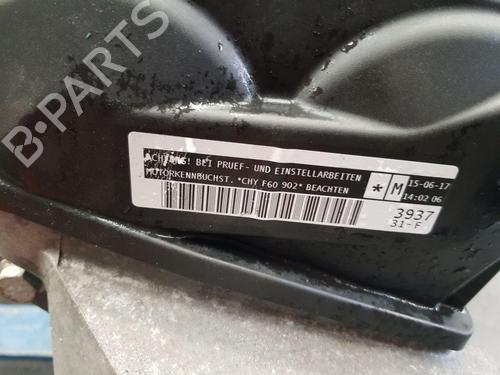 B-PARTS
ACHTUNG! BEI PRUEF- UND EINSTELLARBEITEN
MOTORKENNBUCHST. *CHY F60 902* BEACHTEN
* M
15-06-17
14:02 06
3937
31-F